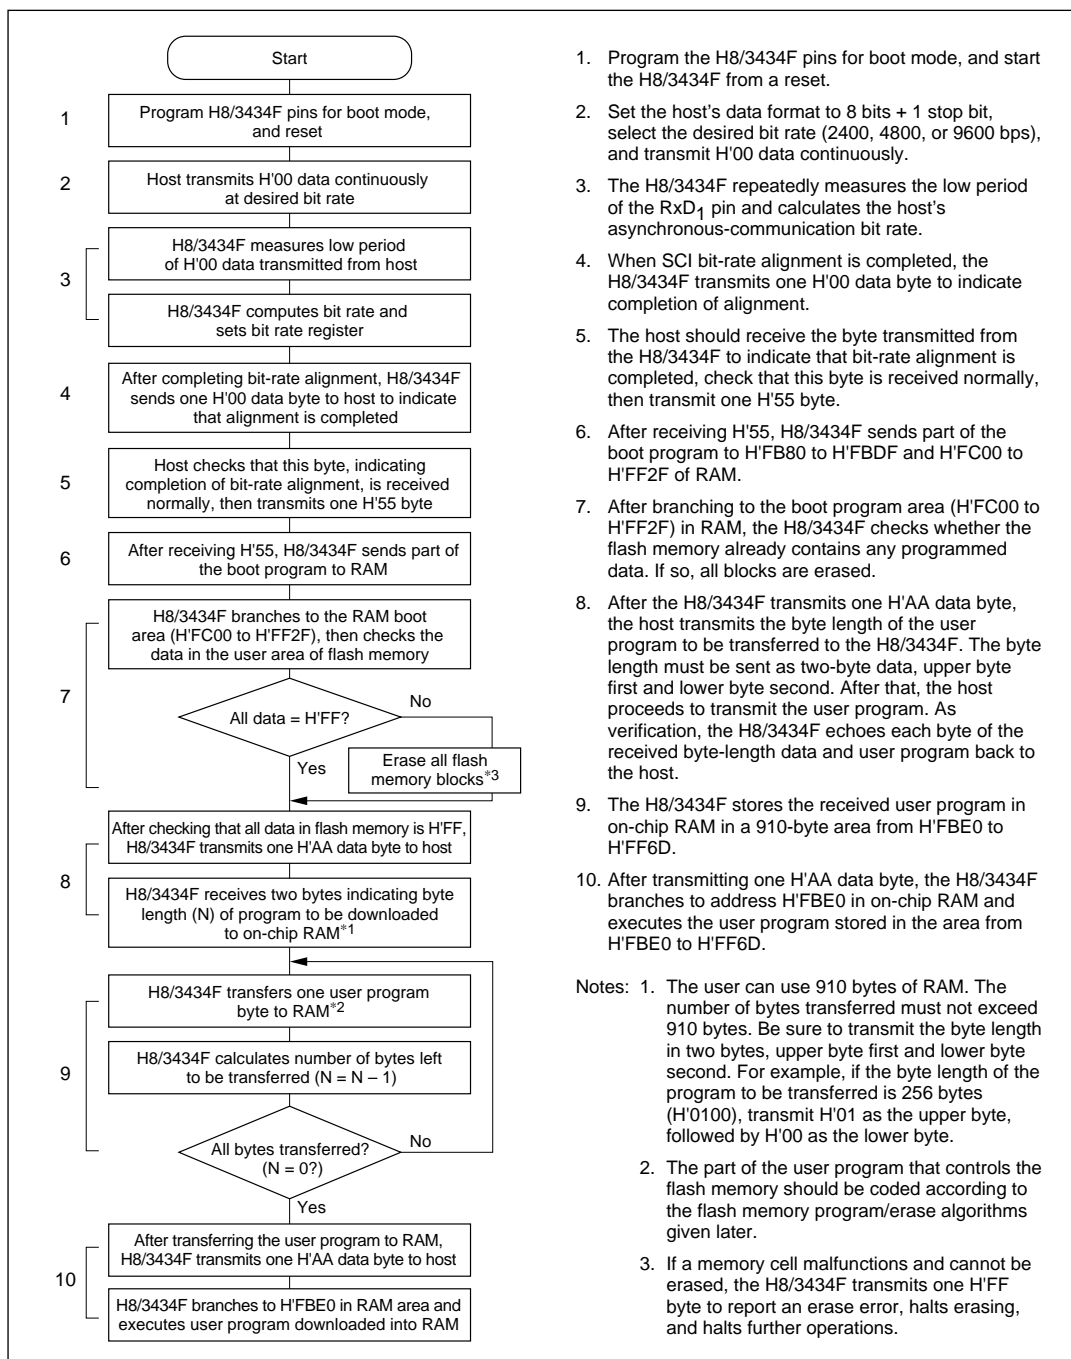 Start
1
Program H8/3434F pins for boot mode,
and reset
2
Host transmits H'00 data continuously
at desired bit rate
3
H8/3434F measures low period
of H'00 data transmitted from host
H8/3434F computes bit rate and
sets bit rate register
4
After completing bit-rate alignment, H8/3434F
sends one H'00 data byte to host to indicate
that alignment is completed
5
Host checks that this byte, indicating
completion of bit-rate alignment, is received
normally, then transmits one H'55 byte
6
After receiving H'55, H8/3434F sends part of
the boot program to RAM
7
H8/3434F branches to the RAM boot
area (H'FC00 to H'FF2F), then checks the
data in the user area of flash memory
All data = H'FF?
No
Yes
Erase all flash
memory blocks*3
8
After checking that all data in flash memory is H'FF,
H8/3434F transmits one H'AA data byte to host
H8/3434F receives two bytes indicating byte
length (N) of program to be downloaded
to on-chip RAM*1
9
H8/3434F transfers one user program
byte to RAM*2
H8/3434F calculates number of bytes left
to be transferred (N = N – 1)
All bytes transferred?
(N = 0?)
No
Yes
10
After transferring the user program to RAM,
H8/3434F transmits one H'AA data byte to host
H8/3434F branches to H'FBE0 in RAM area and
executes user program downloaded into RAM
1. Program the H8/3434F pins for boot mode, and start
the H8/3434F from a reset.
2. Set the host's data format to 8 bits + 1 stop bit,
select the desired bit rate (2400, 4800, or 9600 bps),
and transmit H'00 data continuously.
3. The H8/3434F repeatedly measures the low period
of the RxD1 pin and calculates the host's
asynchronous-communication bit rate.
4. When SCI bit-rate alignment is completed, the
H8/3434F transmits one H'00 data byte to indicate
completion of alignment.
5. The host should receive the byte transmitted from
the H8/3434F to indicate that bit-rate alignment is
completed, check that this byte is received normally,
then transmit one H'55 byte.
6. After receiving H'55, H8/3434F sends part of the
boot program to H'FB80 to H'FBDF and H'FC00 to
H'FF2F of RAM.
7. After branching to the boot program area (H'FC00 to
H'FF2F) in RAM, the H8/3434F checks whether the
flash memory already contains any programmed
data. If so, all blocks are erased.
8. After the H8/3434F transmits one H'AA data byte,
the host transmits the byte length of the user
program to be transferred to the H8/3434F. The byte
length must be sent as two-byte data, upper byte
first and lower byte second. After that, the host
proceeds to transmit the user program. As
verification, the H8/3434F echoes each byte of the
received byte-length data and user program back to
the host.
9. The H8/3434F stores the received user program in
on-chip RAM in a 910-byte area from H'FBE0 to
H'FF6D.
10. After transmitting one H'AA data byte, the H8/3434F
branches to address H'FBE0 in on-chip RAM and
executes the user program stored in the area from
H'FBE0 to H'FF6D.
Notes: 1. The user can use 910 bytes of RAM. The
number of bytes transferred must not exceed
910 bytes. Be sure to transmit the byte length
in two bytes, upper byte first and lower byte
second. For example, if the byte length of the
program to be transferred is 256 bytes
(H'0100), transmit H'01 as the upper byte,
followed by H'00 as the lower byte.
2. The part of the user program that controls the
flash memory should be coded according to
the flash memory program/erase algorithms
given later.
3. If a memory cell malfunctions and cannot be
erased, the H8/3434F transmits one H'FF
byte to report an erase error, halts erasing,
and halts further operations.